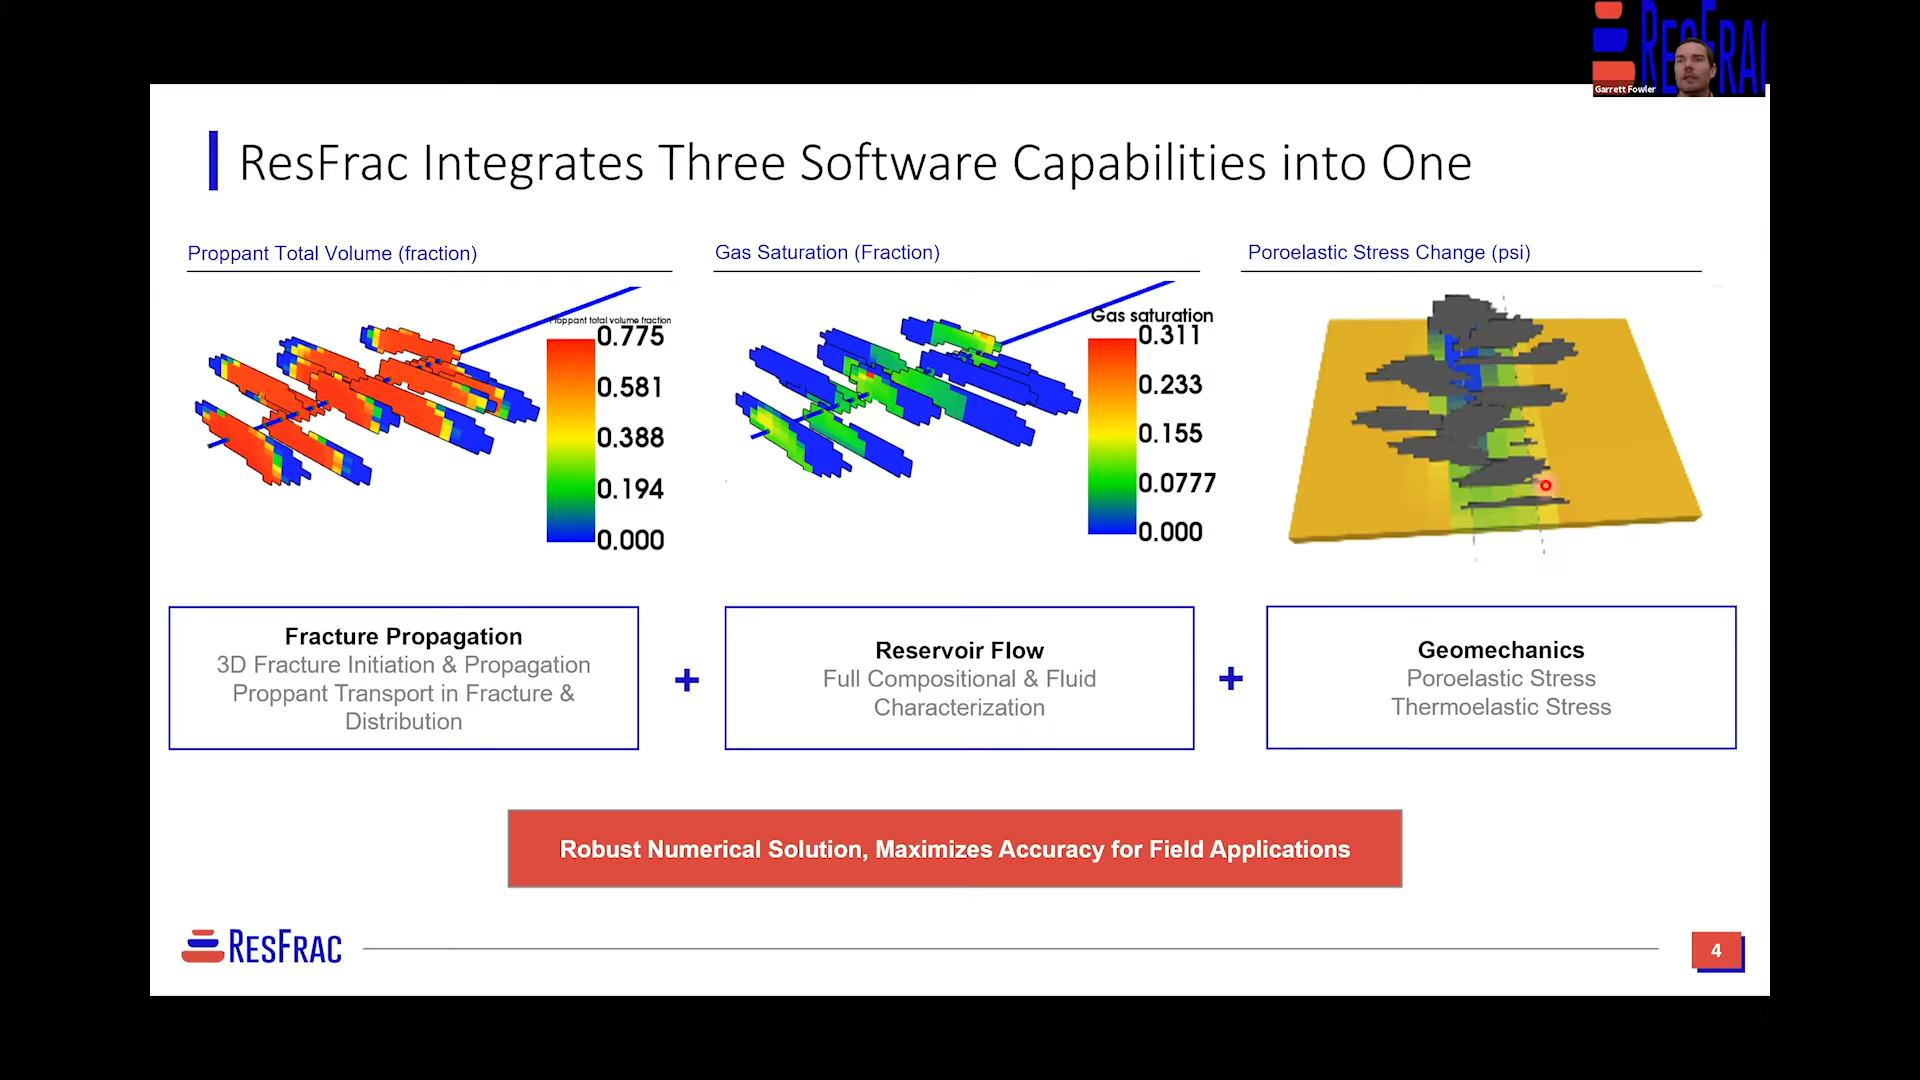 RESFRAC
Garrett Fowler
ResFrac Integrates Three Software Capabilities into One
Proppant Total Volume (fraction)
Gas Saturation (Fraction)
Poroelastic Stress Change (psi)
Proppant total volume fraction
0.775
0.581
0.388
0.194
0.000
Gas saturation
0.311
0.233
0.155
0.0777
0.000
Fracture Propagation
3D Fracture Initiation & Propagation
Proppant Transport in Fracture &
Distribution
+
Reservoir Flow
Full Compositional & Fluid
Characterization
+
Geomechanics
Poroelastic Stress
Thermoelastic Stress
Robust Numerical Solution, Maximizes Accuracy for Field Applications
RESFRAC
4